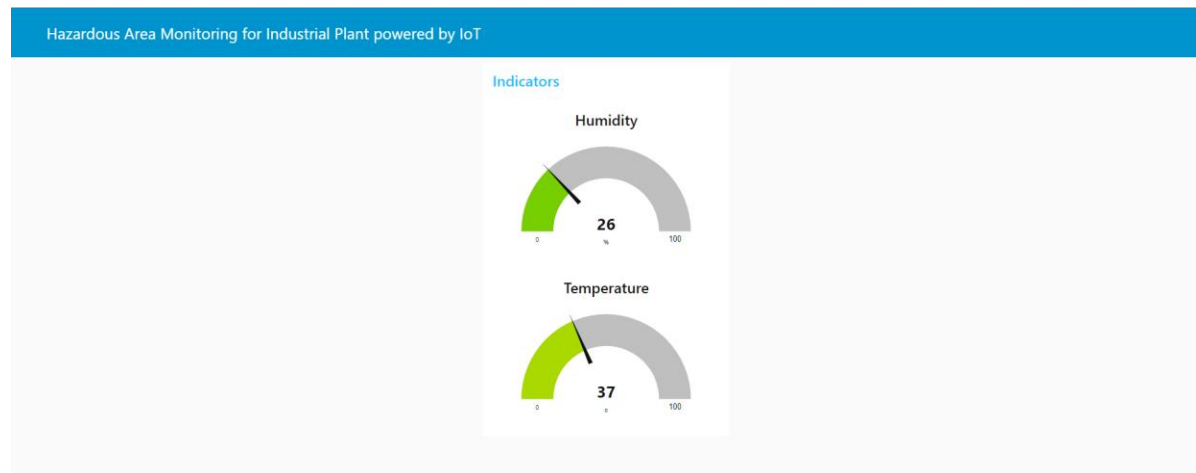 Hazardous Area Monitoring for Industrial Plant powered by IoT
Indicators
Humidity
26
%
0
100
Temperature
37
0
100